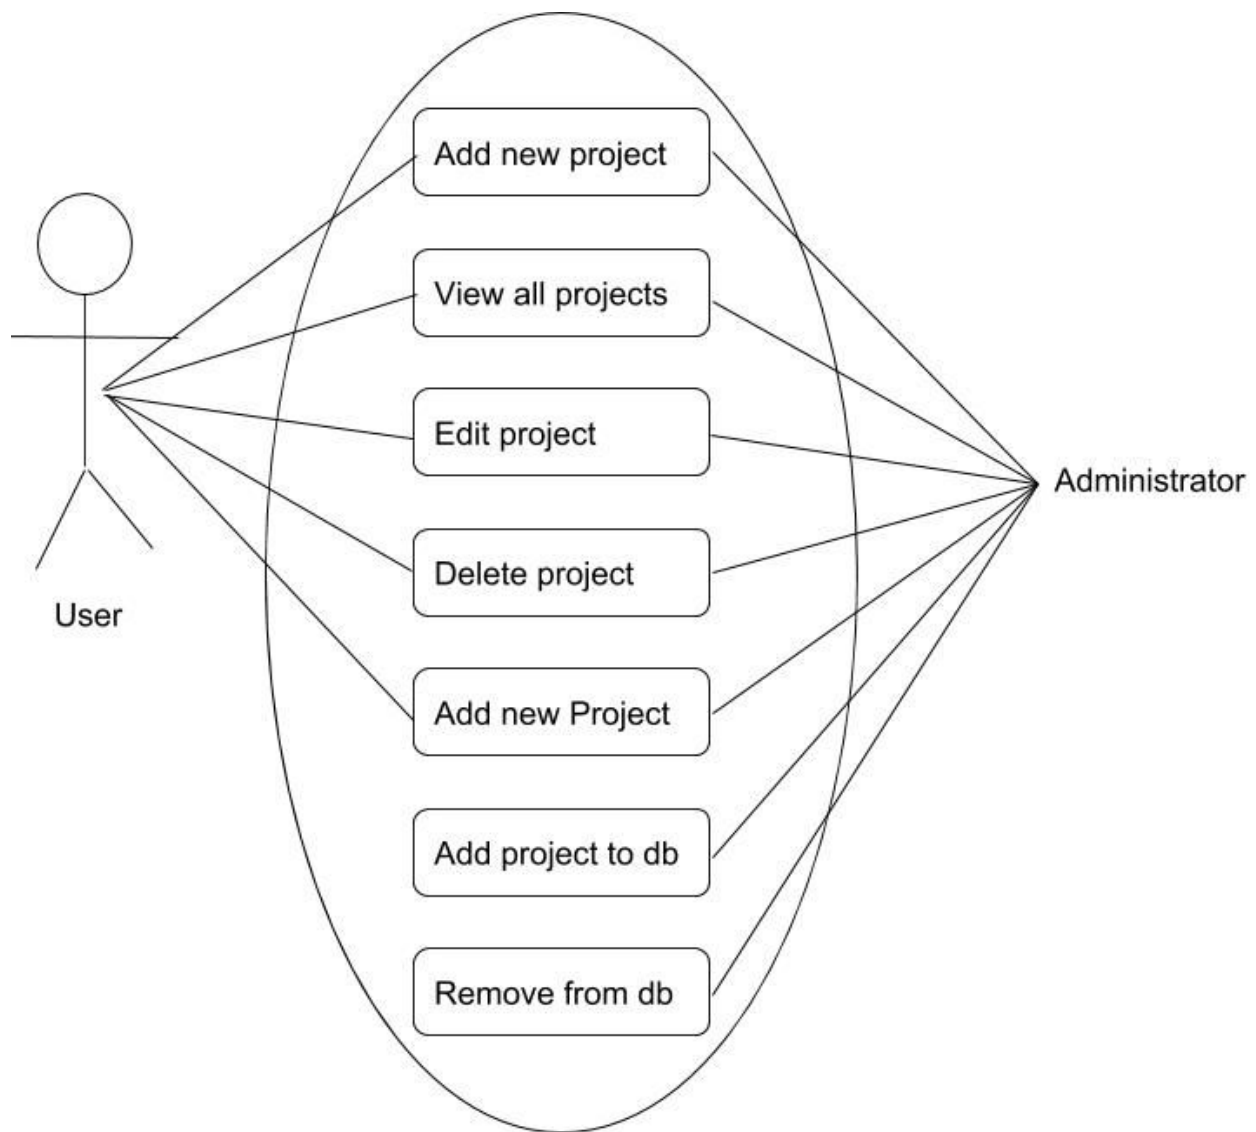 Add new project
View all projects
Edit project
Administrator
Delete project
User
Add new Project
Add project to db
Remove from db